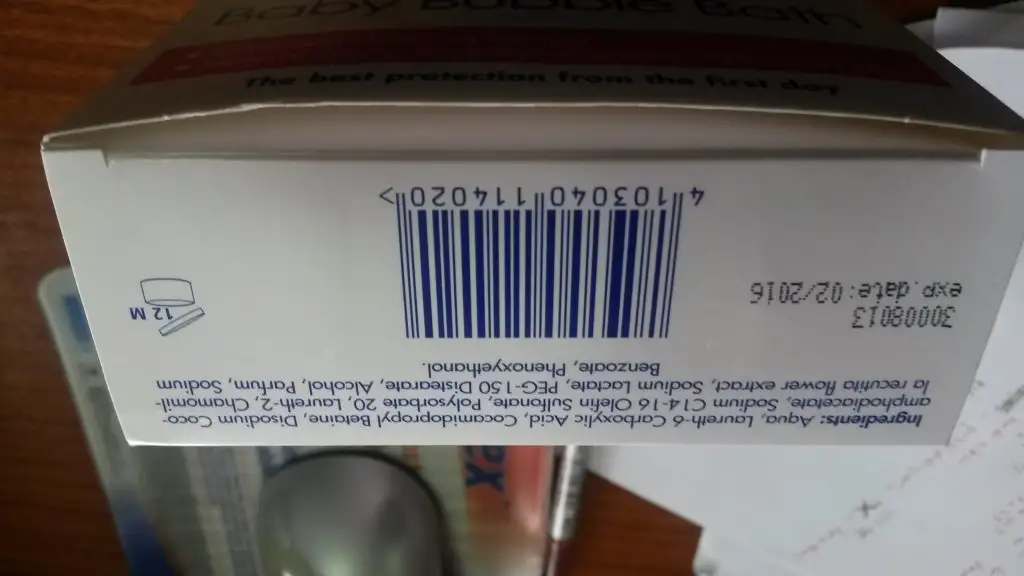 Baby Bubble Bath
The best protection from the first day
Ingredients: Aqua, Laureth-6 Carboxylic Acid, Cocamidopropyl Betaine, Disodium Coco-
amphodiacetate, Sodium C14-16 Olefin Sulfonate, Polysorbate 20, Laureth-2, Chamomil-
la recutita flower extract, Sodium Lactate, PEG-150 Distearate, Alcohol, Parfum, Sodium
Benzoate, Phenoxyethanol.
30008013
exp. date: 02/2016
12 M
4 103040 114020 >